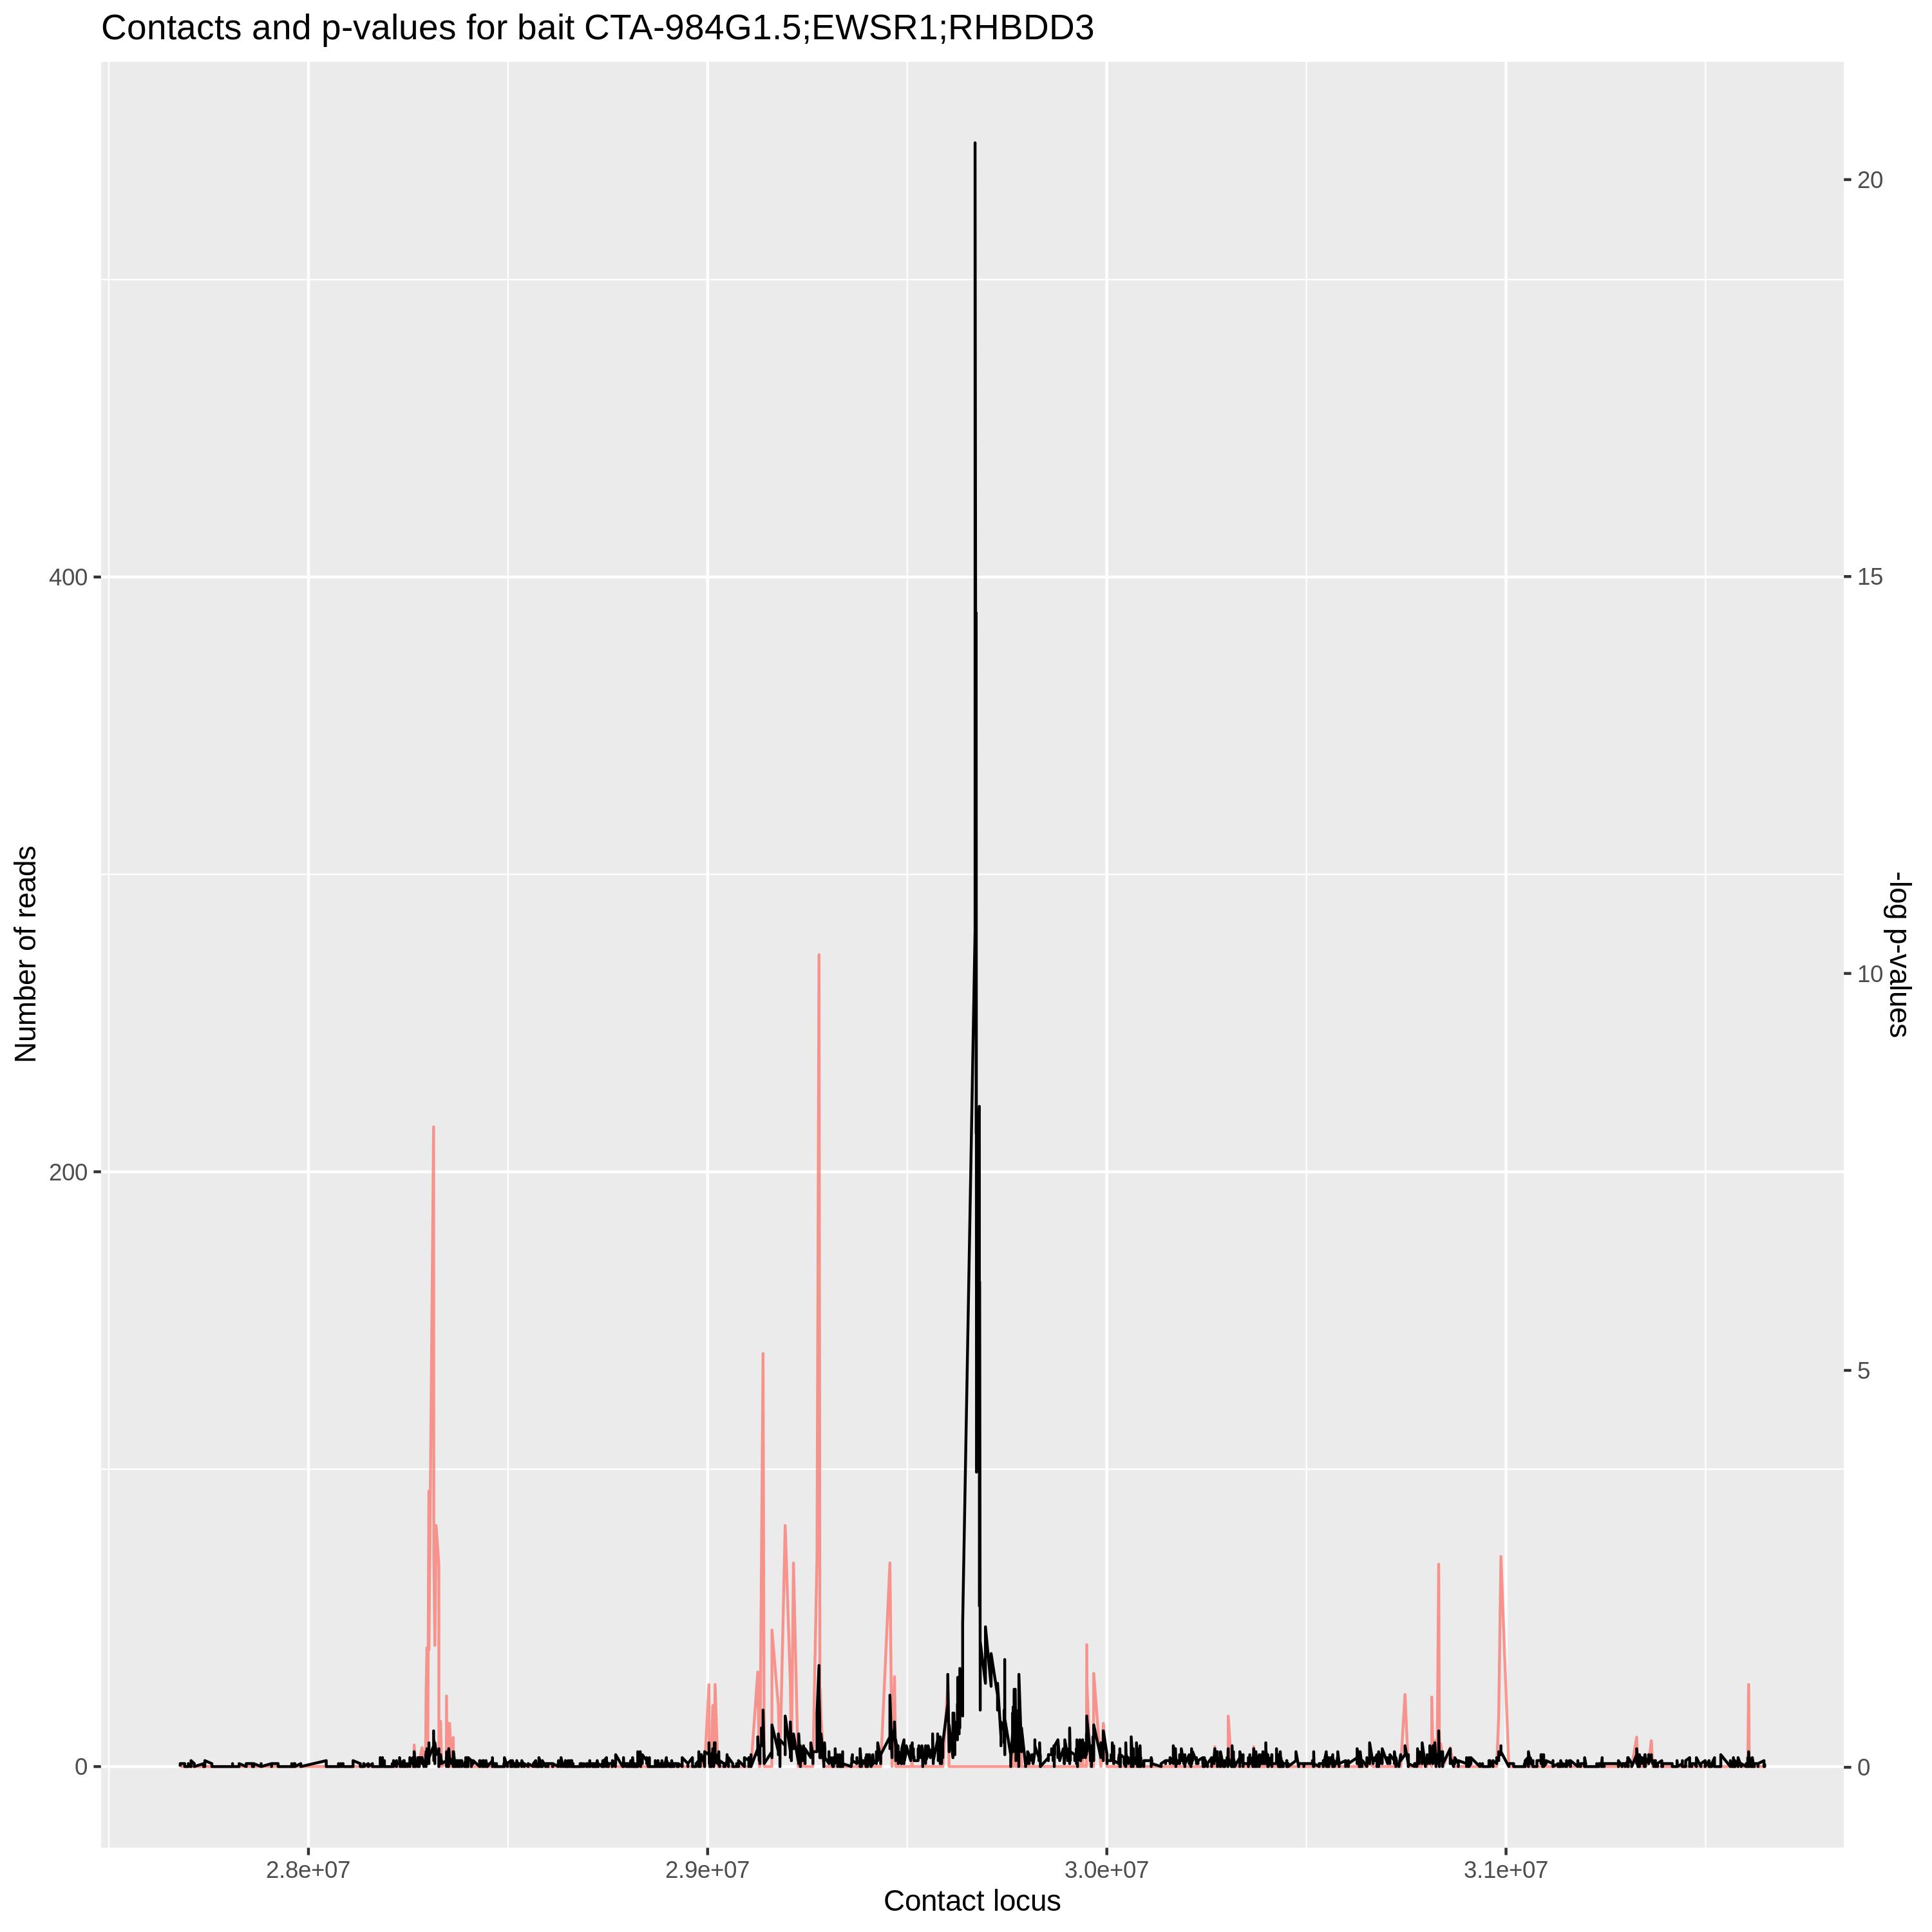 Contacts and p-values for bait CTA-984G1.5;EWSR1;RHBDD3
Number of reads
400
200
0
20
15
10
5
0
-log p-values
2.8e+07
2.9e+07
3.0e+07
3.1e+07
Contact locus